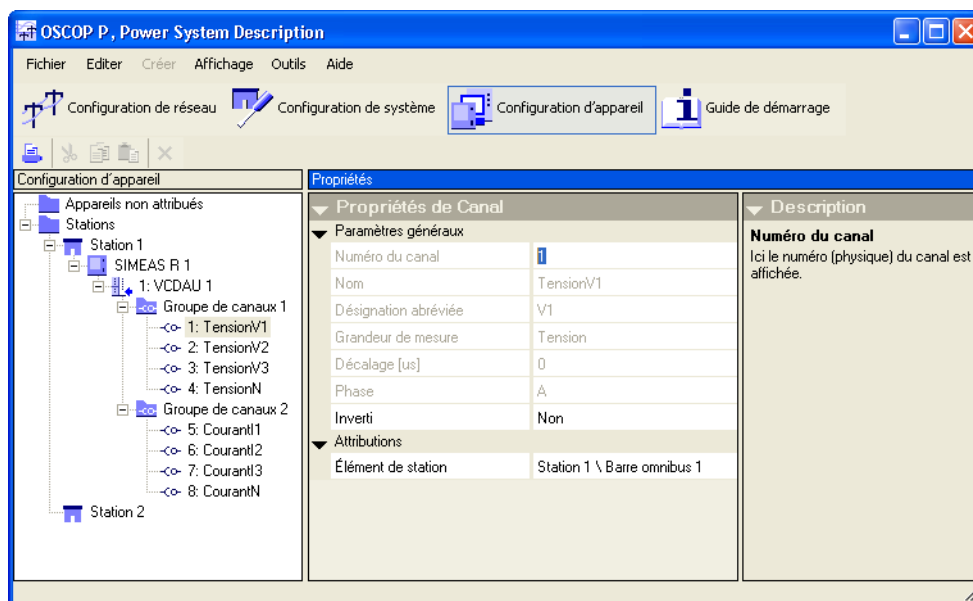 OSCOP P, Power System Description
Fichier Editer Créer Affichage Outils Aide
Configuration de réseau Configuration de système Configuration d'appareil Guide de démarrage
Configuration d'appareil
Appareils non attribués
Stations
Station 1
SIMEAS R 1
1: VCDAU 1
Groupe de canaux 1
1: TensionV1
2: TensionV2
3: TensionV3
4: TensionN
Groupe de canaux 2
5: CourantI1
6: CourantI2
7: CourantI3
8: CourantN
Station 2
Propriétés
Propriétés de Canal
Paramètres généraux
Numéro du canal 1
Nom TensionV1
Désignation abréviée V1
Grandeur de mesure Tension
Décalage [us] 0
Phase A
Inverti Non
Attributions
Élément de station Station 1 \ Barre omnibus 1
Description
Numéro du canal
Ici le numéro (physique) du canal est
affichée.